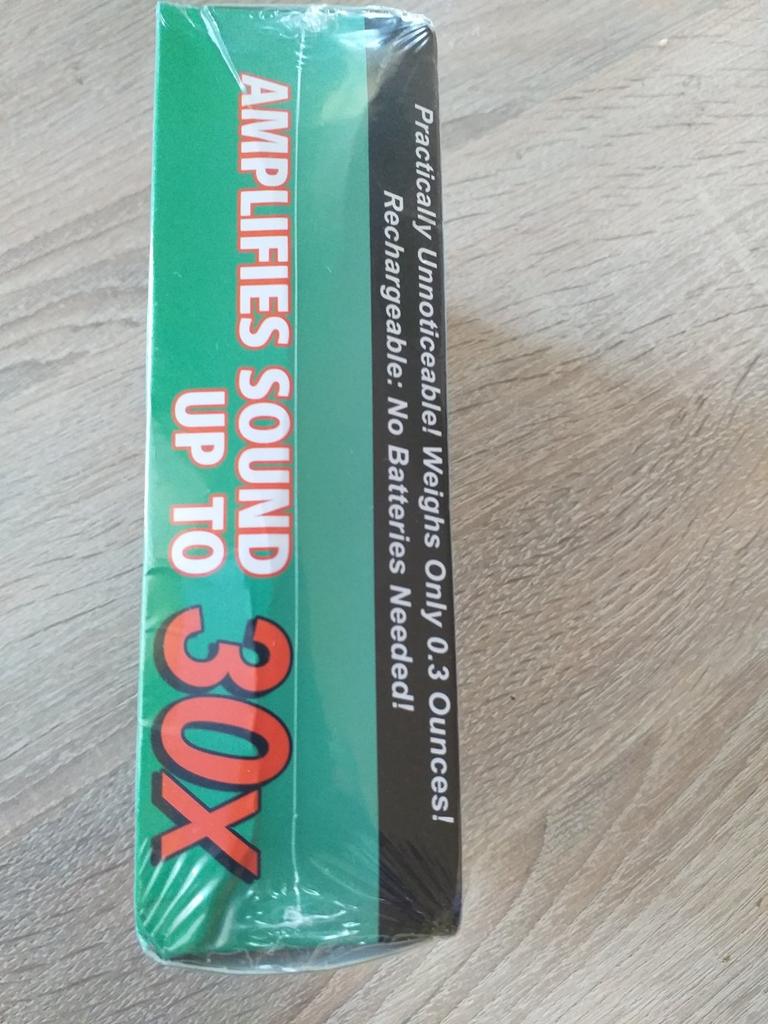 Practically Unnoticeable! Weighs Only 0.3 Ounces!
Rechargeable: No Batteries Needed!
AMPLIFIES SOUND
UP TO 30X